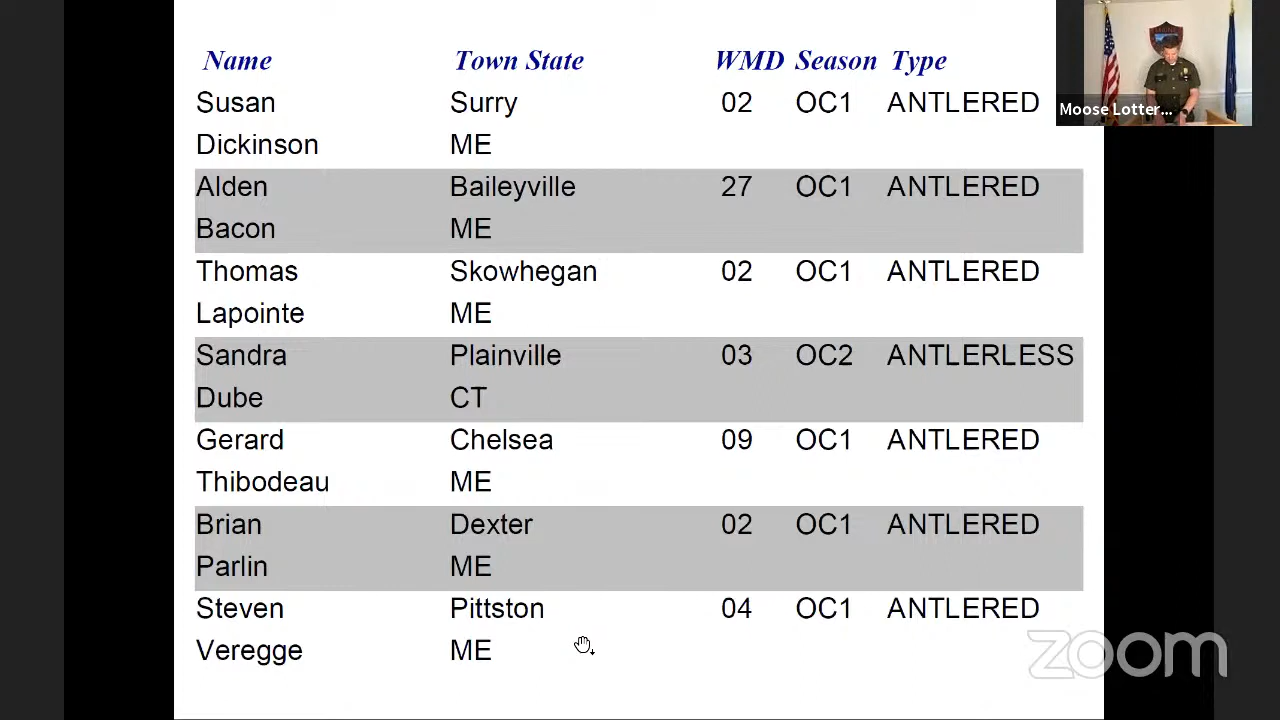 Name Town State WMD Season Type
Susan Surry 02 OC1 ANTLERED
Dickinson ME
Alden Baileyville 27 OC1 ANTLERED
Bacon ME
Thomas Skowhegan 02 OC1 ANTLERED
Lapointe ME
Sandra Plainville 03 OC2 ANTLERLESS
Dube CT
Gerard Chelsea 09 OC1 ANTLERED
Thibodeau ME
Brian Dexter 02 OC1 ANTLERED
Parlin ME
Steven Pittston 04 OC1 ANTLERED
Veregge ME
Moose Lotter...
zoom